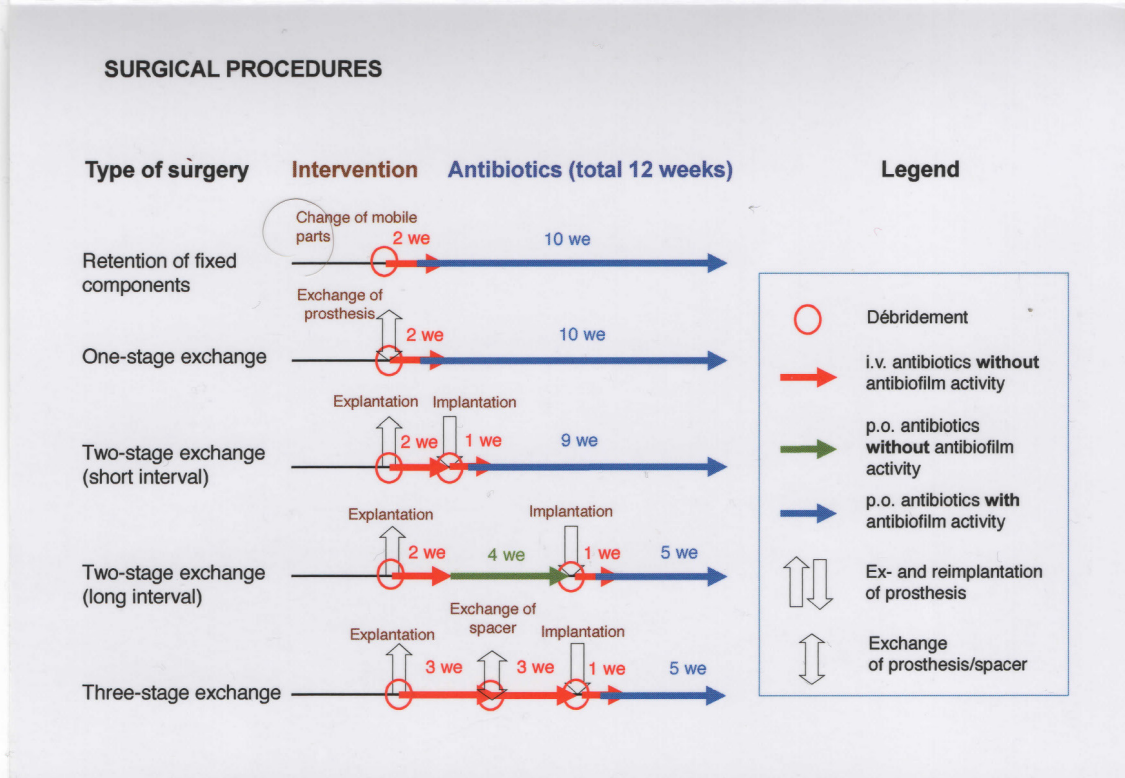 SURGICAL PROCEDURES
Type of surgery
Intervention
Antibiotics (total 12 weeks)
Legend
Change of mobile
parts
2 we
10 we
Retention of fixed
components
Exchange of
prosthesis
2 we
10 we
One-stage exchange
Explantation
Implantation
2 we
1 we
9 we
Two-stage exchange
(short interval)
Explantation
Implantation
2 we
4 we
1 we
5 we
Two-stage exchange
(long interval)
Exchange of
spacer
Explantation
Implantation
3 we
3 we
1 we
5 we
Three-stage exchange
Débridement
i.v. antibiotics without
antibiofilm activity
p.o. antibiotics
without antibiofilm
activity
p.o. antibiotics with
antibiofilm activity
Ex- and reimplantation
of prosthesis
Exchange
of prosthesis/spacer